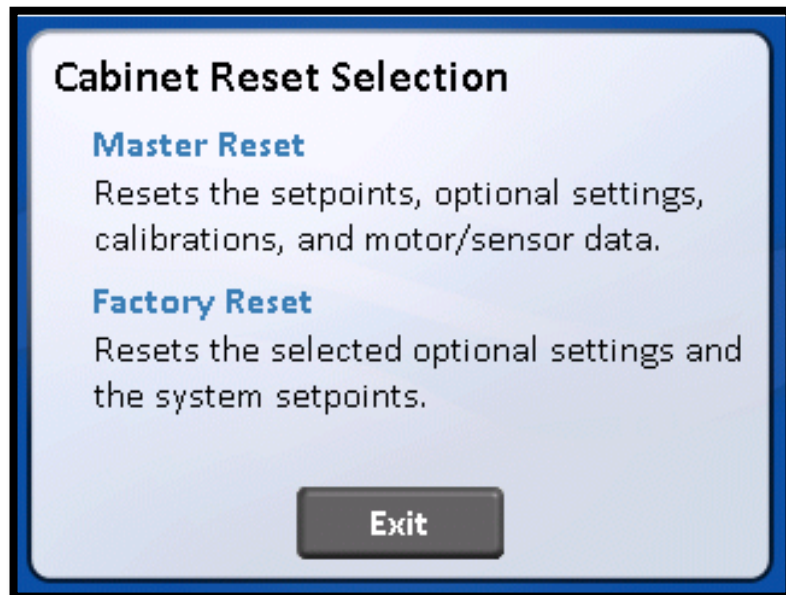 Cabinet Reset Selection
Master Reset
Resets the setpoints, optional settings,
calibrations, and motor/sensor data.
Factory Reset
Resets the selected optional settings and
the system setpoints.
Exit